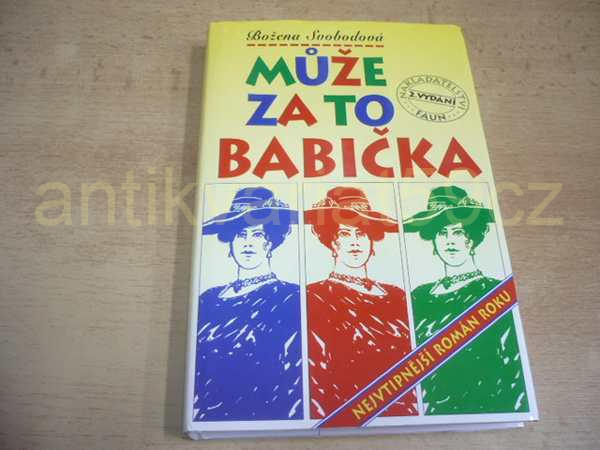 Božena Svobodová
MŮŽE
ZA TO
BABIČKA
NAKLADATELSTVÍ
2. VYDÁNÍ
FAUN
NEJVTIPNĚJŠÍ ROMÁN ROKU